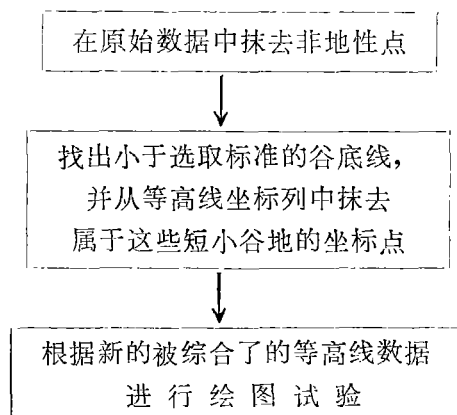 在原始数据中抹去非地性点
找出小于选取标准的谷底线，
并从等高线坐标列中抹去
属于这些短小谷地的坐标点
根据新的被综合了的等高线数据
进行绘图试验